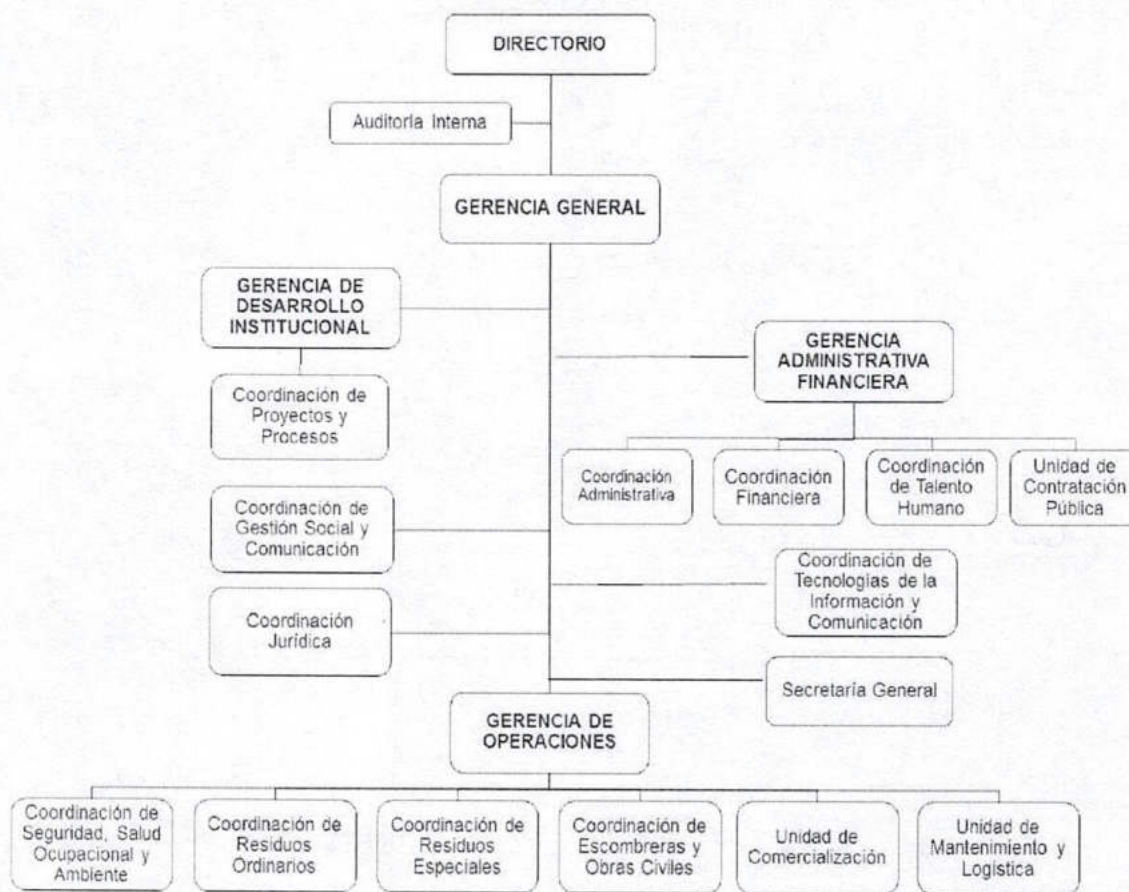 DIRECTORIO
Auditoría Interna
GERENCIA GENERAL
GERENCIA DE
DESARROLLO
INSTITUCIONAL
GERENCIA
ADMINISTRATIVA
FINANCIERA
Coordinación de
Proyectos y
Procesos
Coordinación
Administrativa
Coordinación
Financiera
Coordinación
de Talento
Humano
Unidad de
Contratación
Pública
Coordinación de
Gestión Social y
Comunicación
Coordinación de
Tecnologías de la
Información y
Comunicación
Coordinación
Jurídica
Secretaría General
GERENCIA DE
OPERACIONES
Coordinación de
Seguridad, Salud
Ocupacional y
Ambiente
Coordinación de
Residuos
Ordinarios
Coordinación de
Residuos
Especiales
Coordinación de
Escombreras y
Obras Civiles
Unidad de
Comercialización
Unidad de
Mantenimiento y
Logística